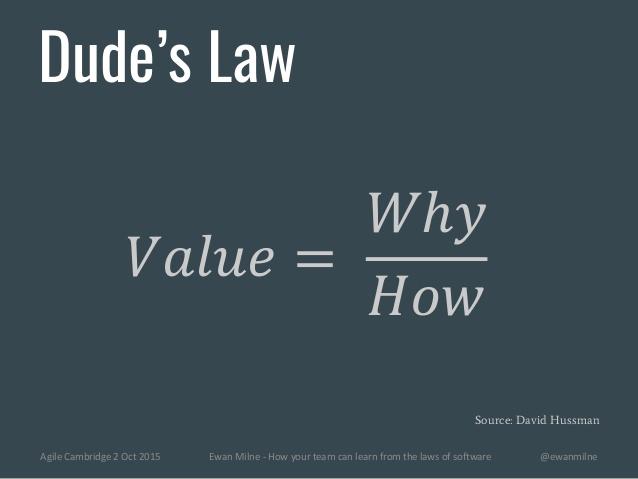 Dude’s Law
Value = Why / How
Source: David Hussman
Agile Cambridge 2 Oct 2015 Ewan Milne - How your team can learn from the laws of software @ewanmilne